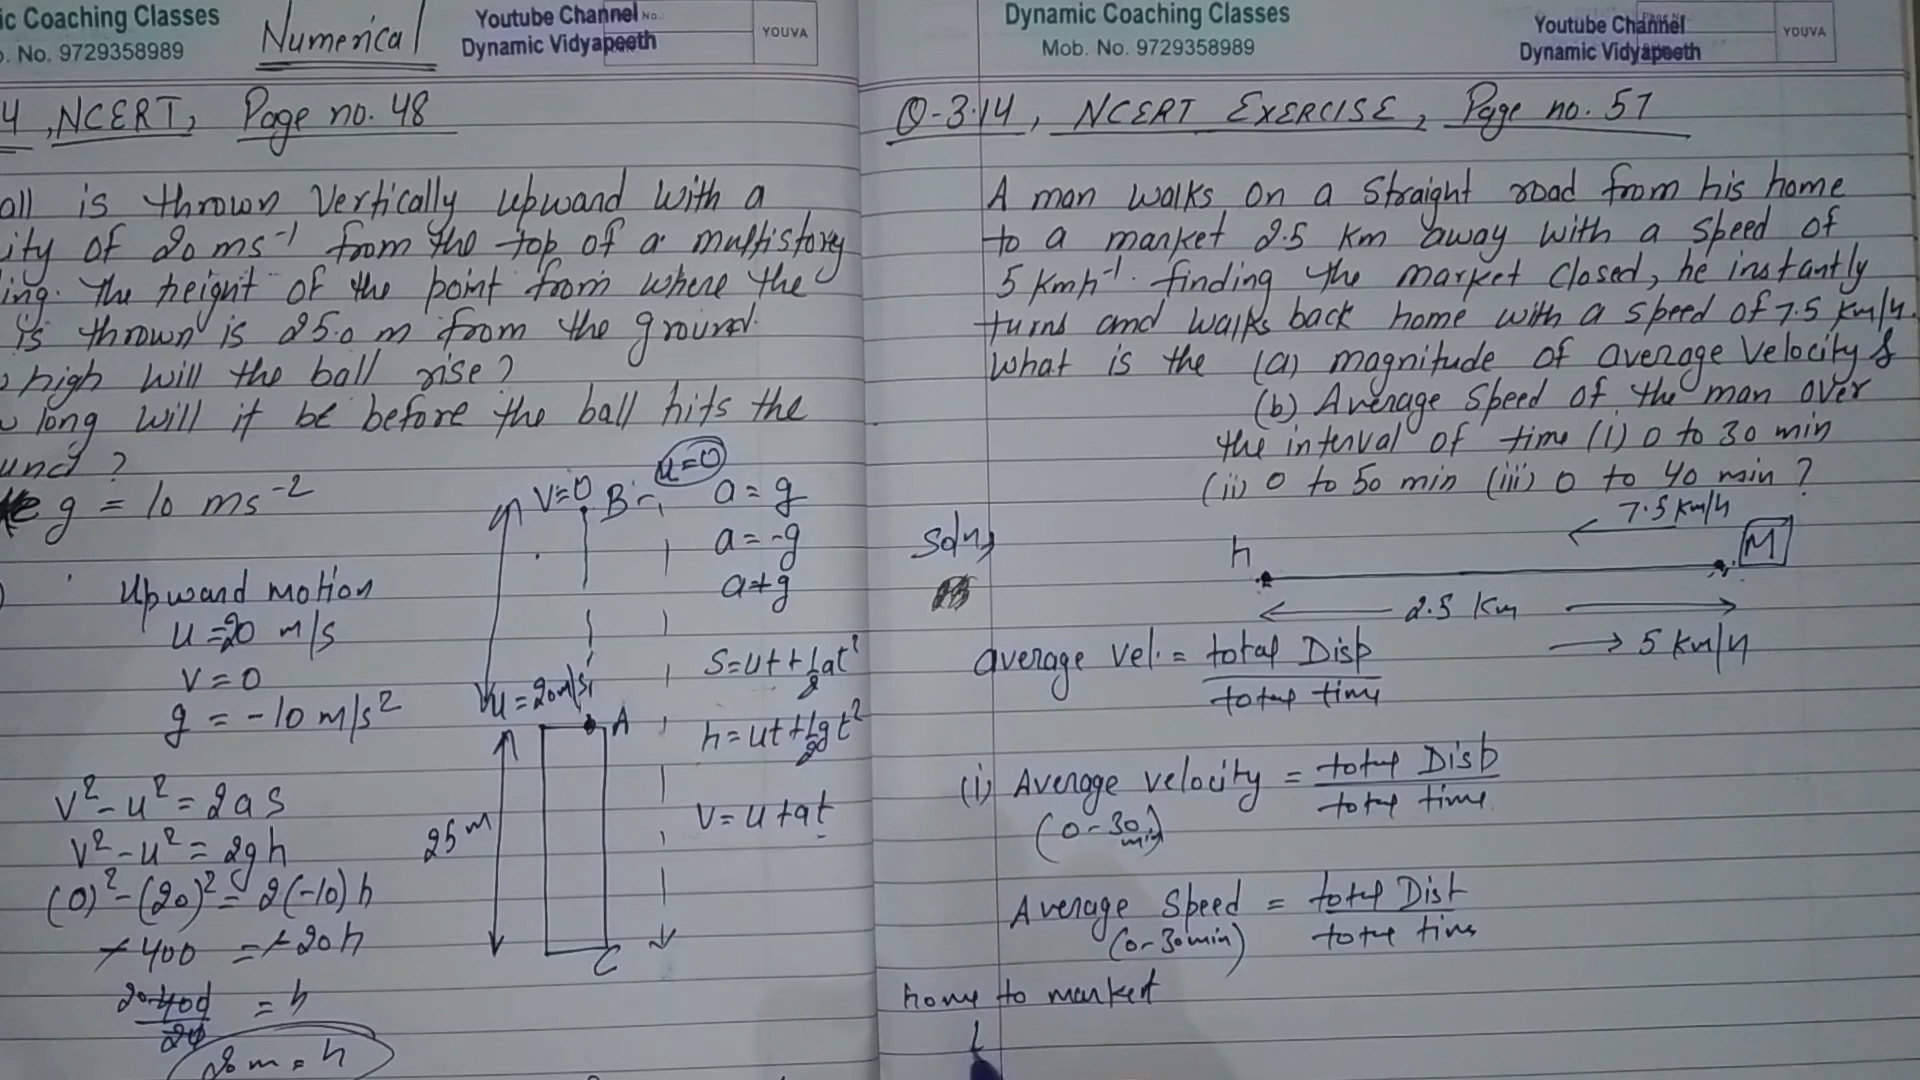 ic Coaching Classes
. No. 9729358989
Numerical
Youtube Channel
Dynamic Vidyapeeth
No.:
YOUVA
4, NCERT, Page no. 48
all is thrown Vertically upward with a
ity of 20 ms⁻¹ from the top of a multistory
ing. The height of the point from where the
is thrown is 25.0 m from the ground.
high will the ball rise?
long will it be before the ball hits the
und?
g = 10 ms⁻²
Upward motion
u = 20 m/s
v = 0
g = -10 m/s²
v² - u² = 2as
v² - u² = 2gh
(0)² - (20)² = 2(-10)h
-400 = -20h
= h
20 m = h
V=0 B
u=0
a = g
a = -g
a = +g
u = 20m/s
A
25 m
C
S = ut + 1/2 at²
h = ut + 1/2 gt²
V = u + at
Dynamic Coaching Classes
Mob. No. 9729358989
Youtube Channel
Dynamic Vidyapeeth
YOUVA
Q-3.14, NCERT EXERCISE, Page no. 57
A man walks on a straight road from his home
to a market 2.5 km away with a speed of
5 kmh⁻¹. finding the market closed, he instantly
turns and walks back home with a speed of 7.5 km/h.
What is the (a) magnitude of average velocity &
(b) Average Speed of the man over
the interval of time (i) 0 to 30 min
(ii) 0 to 50 min (iii) 0 to 40 min?
Soln,
7.5 km/h
h
M
2.5 Km
5 km/h
average vel. = total Disp
total time
(i) Average velocity = total Disp
total time
(0-30 min)
Average Speed = total Dist
total time
(0-30 min)
home to market